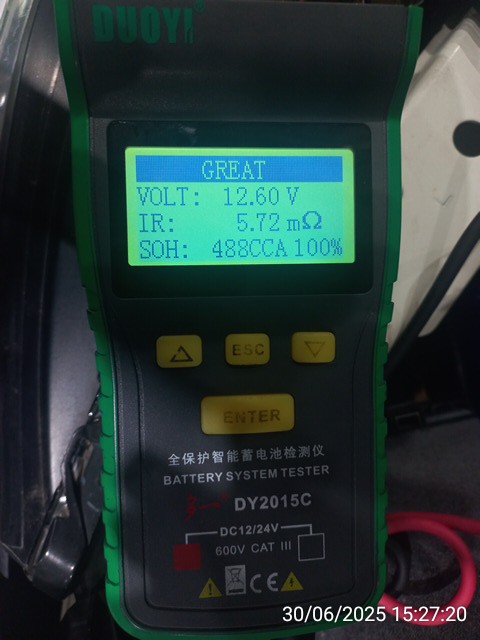 DUOYI
GREAT
VOLT: 12.60 V
IR: 5.72 mΩ
SOH: 488CCA 100%
ESC
ENTER
全保护智能蓄电池检测仪
BATTERY SYSTEM TESTER
DY2015C
DC12/24V
600V CAT III
CE
30/06/2025 15:27:20